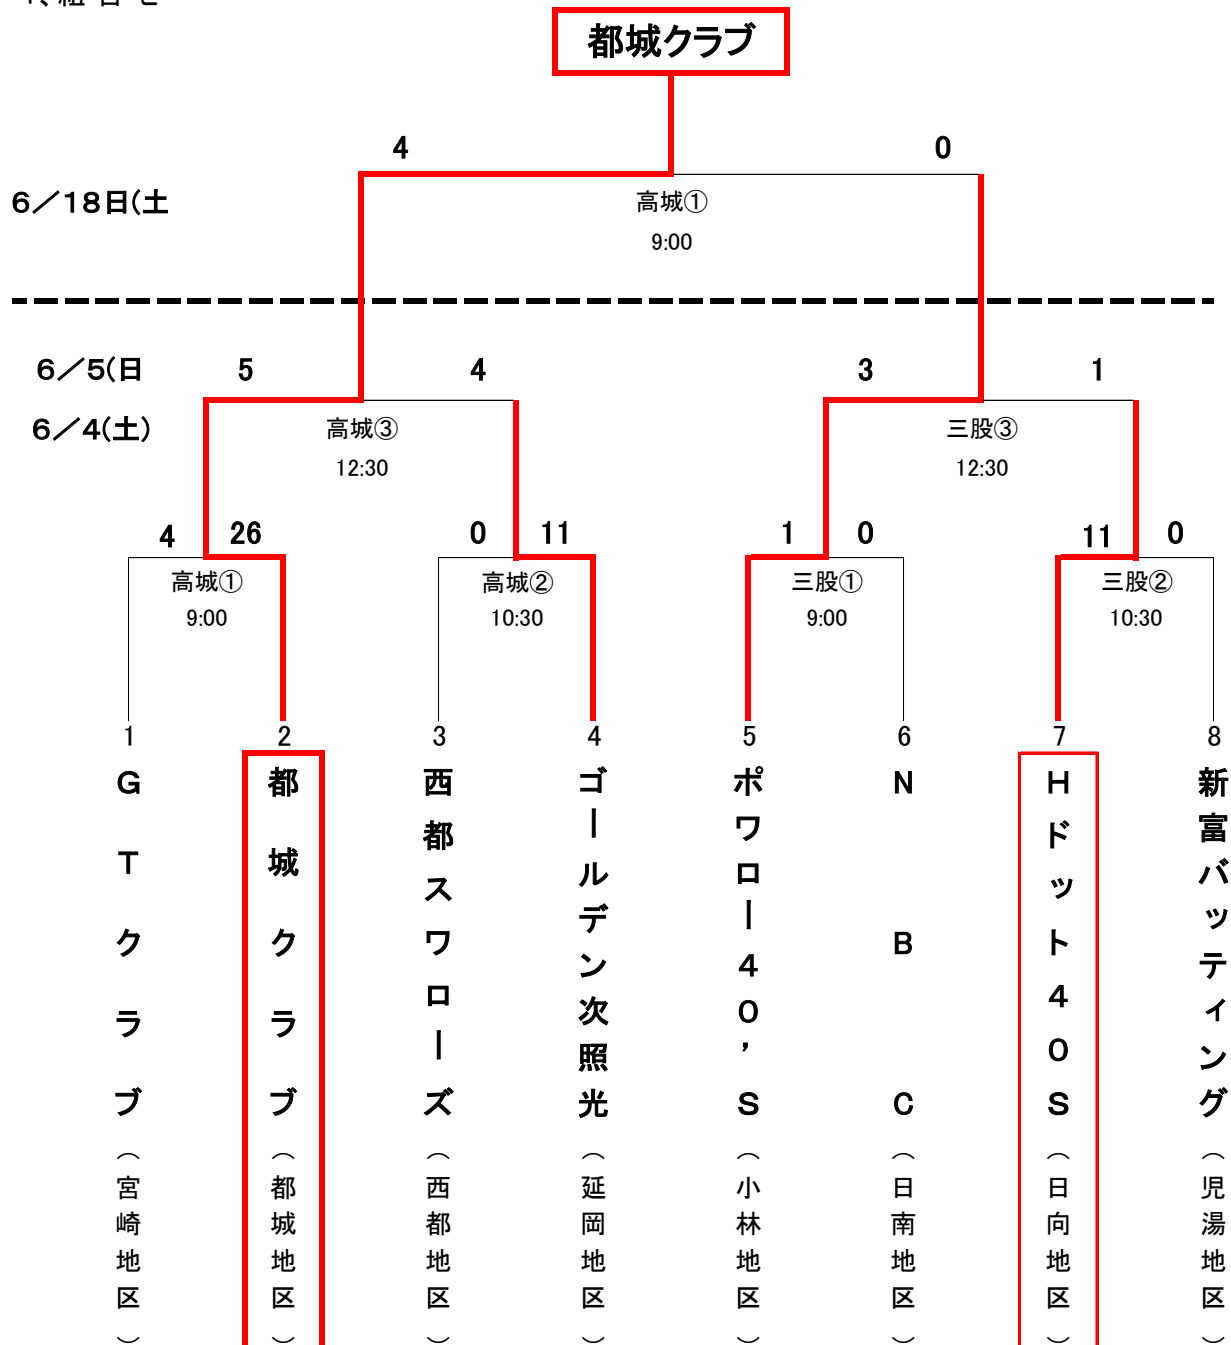 都城クラブ
4 0
6／18日(土
高城①
9:00
6／5(日
5 4 3 1
6／4(土)
高城③ 三股③
12:30 12:30
4 26 0 11 1 0 11 0
高城① 高城② 三股① 三股②
9:00 10:30 9:00 10:30
1 2 3 4 5 6 7 8
GTクラブ（宮崎地区）
都城クラブ（都城地区）
西都スワローズ（西都地区）
ゴールデン次照光（延岡地区）
ポワロー40’S（小林地区）
NBC（日南地区）
Hドット40S（日向地区）
新富バッティング（児湯地区）